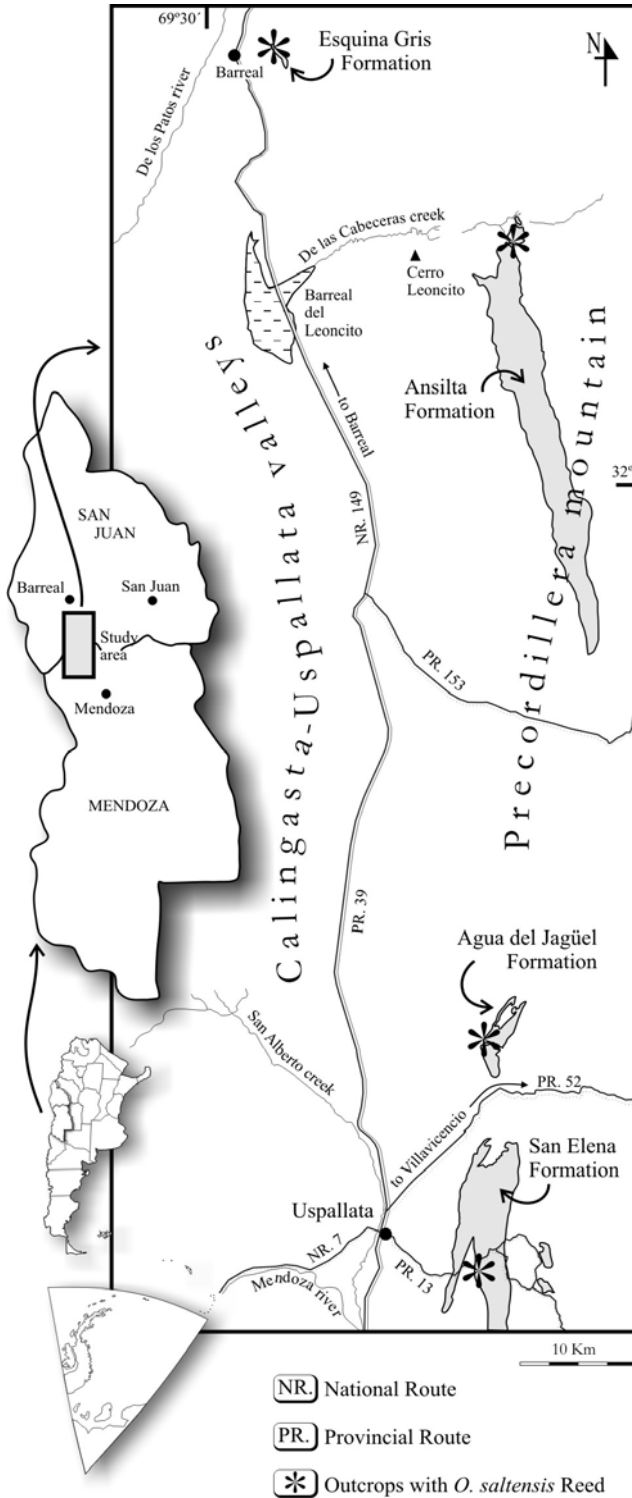 69º30´
N
Esquina Gris
Formation
Barreal
De los Patos river
De las Cabeceras creek
Cerro
Leoncito
Barreal
del
Leoncito
Ansilta
Formation
to Barreal
Calingasta-Uspallata valleys
Precordillera mountain
32º
NR. 149
SAN
JUAN
Barreal
San Juan
Study
area
Mendoza
MENDOZA
PR. 153
PR. 39
Agua del Jagüel
Formation
San Alberto creek
PR. 52
to Villavicencio
San Elena
Formation
Uspallata
NR. 7
Mendoza river
PR. 13
10 Km
NR. National Route
PR. Provincial Route
Outcrops with O. saltensis Reed